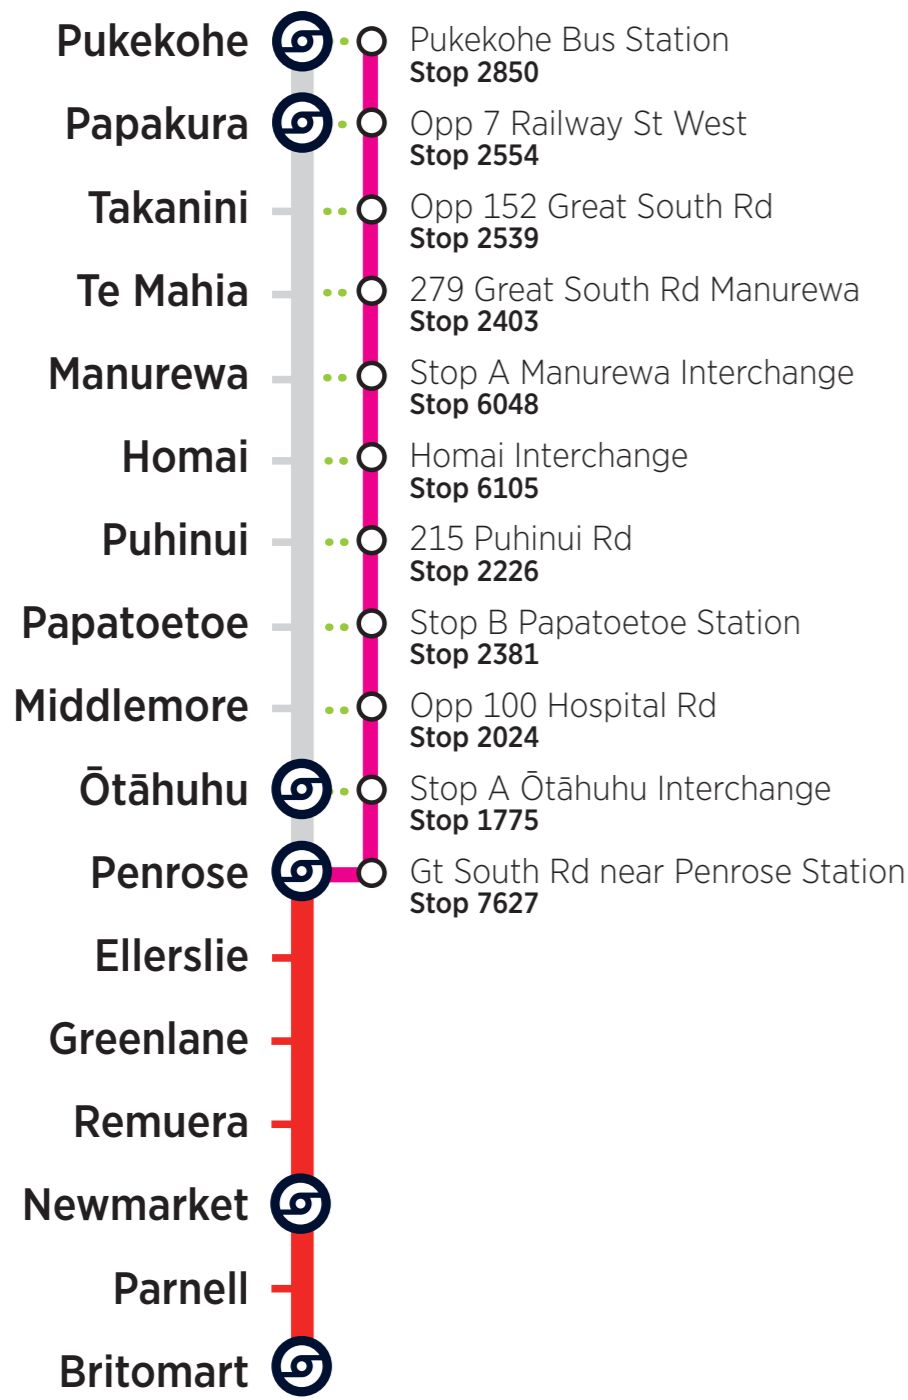 Pukekohe
Pukekohe Bus Station
Stop 2850
Papakura
Opp 7 Railway St West
Stop 2554
Takanini
Opp 152 Great South Rd
Stop 2539
Te Mahia
279 Great South Rd Manurewa
Stop 2403
Manurewa
Stop A Manurewa Interchange
Stop 6048
Homai
Homai Interchange
Stop 6105
Puhinui
215 Puhinui Rd
Stop 2226
Papatoetoe
Stop B Papatoetoe Station
Stop 2381
Middlemore
Opp 100 Hospital Rd
Stop 2024
Ōtāhuhu
Stop A Ōtāhuhu Interchange
Stop 1775
Penrose
Gt South Rd near Penrose Station
Stop 7627
Ellerslie
Greenlane
Remuera
Newmarket
Parnell
Britomart